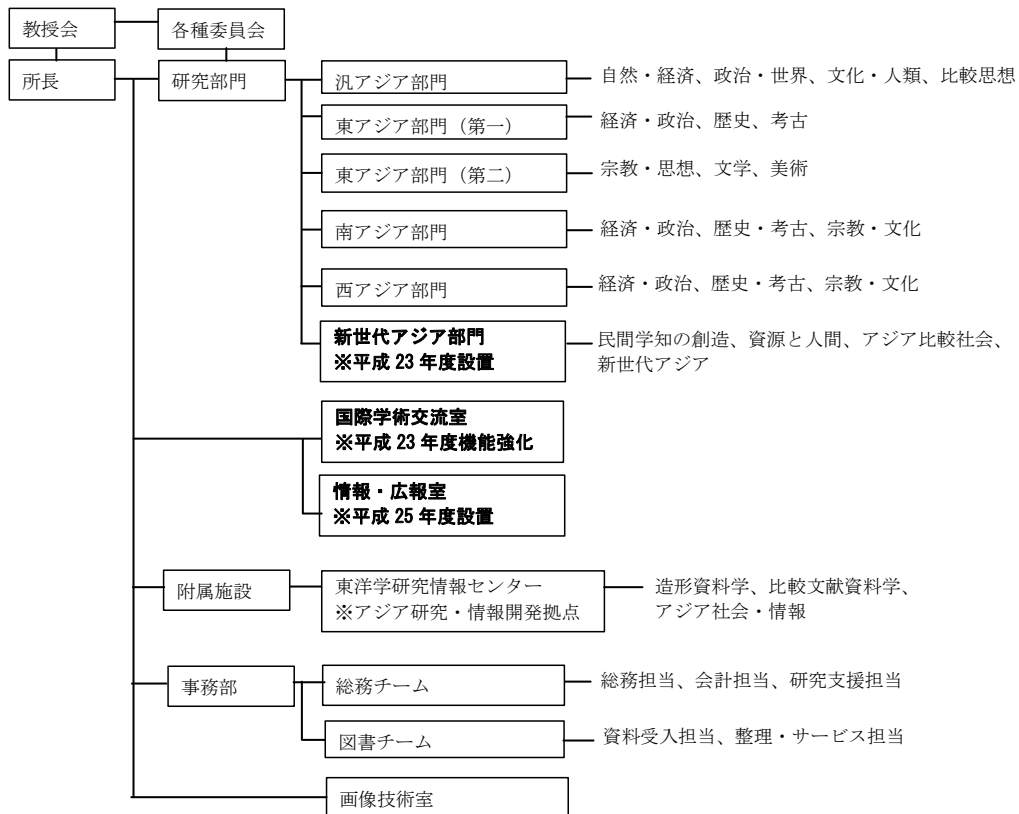 教授会
各種委員会
所長
研究部門
汎アジア部門
自然・経済、政治・世界、文化・人類、比較思想
東アジア部門（第一）
経済・政治、歴史、考古
東アジア部門（第二）
宗教・思想、文学、美術
南アジア部門
経済・政治、歴史・考古、宗教・文化
西アジア部門
経済・政治、歴史・考古、宗教・文化
新世代アジア部門
※平成 23 年度設置
民間学知の創造、資源と人間、アジア比較社会、
新世代アジア
国際学術交流室
※平成 23 年度機能強化
情報・広報室
※平成 25 年度設置
附属施設
東洋学研究情報センター
※アジア研究・情報開発拠点
造形資料学、比較文献資料学、
アジア社会・情報
事務部
総務チーム
総務担当、会計担当、研究支援担当
図書チーム
資料受入担当、整理・サービス担当
画像技術室